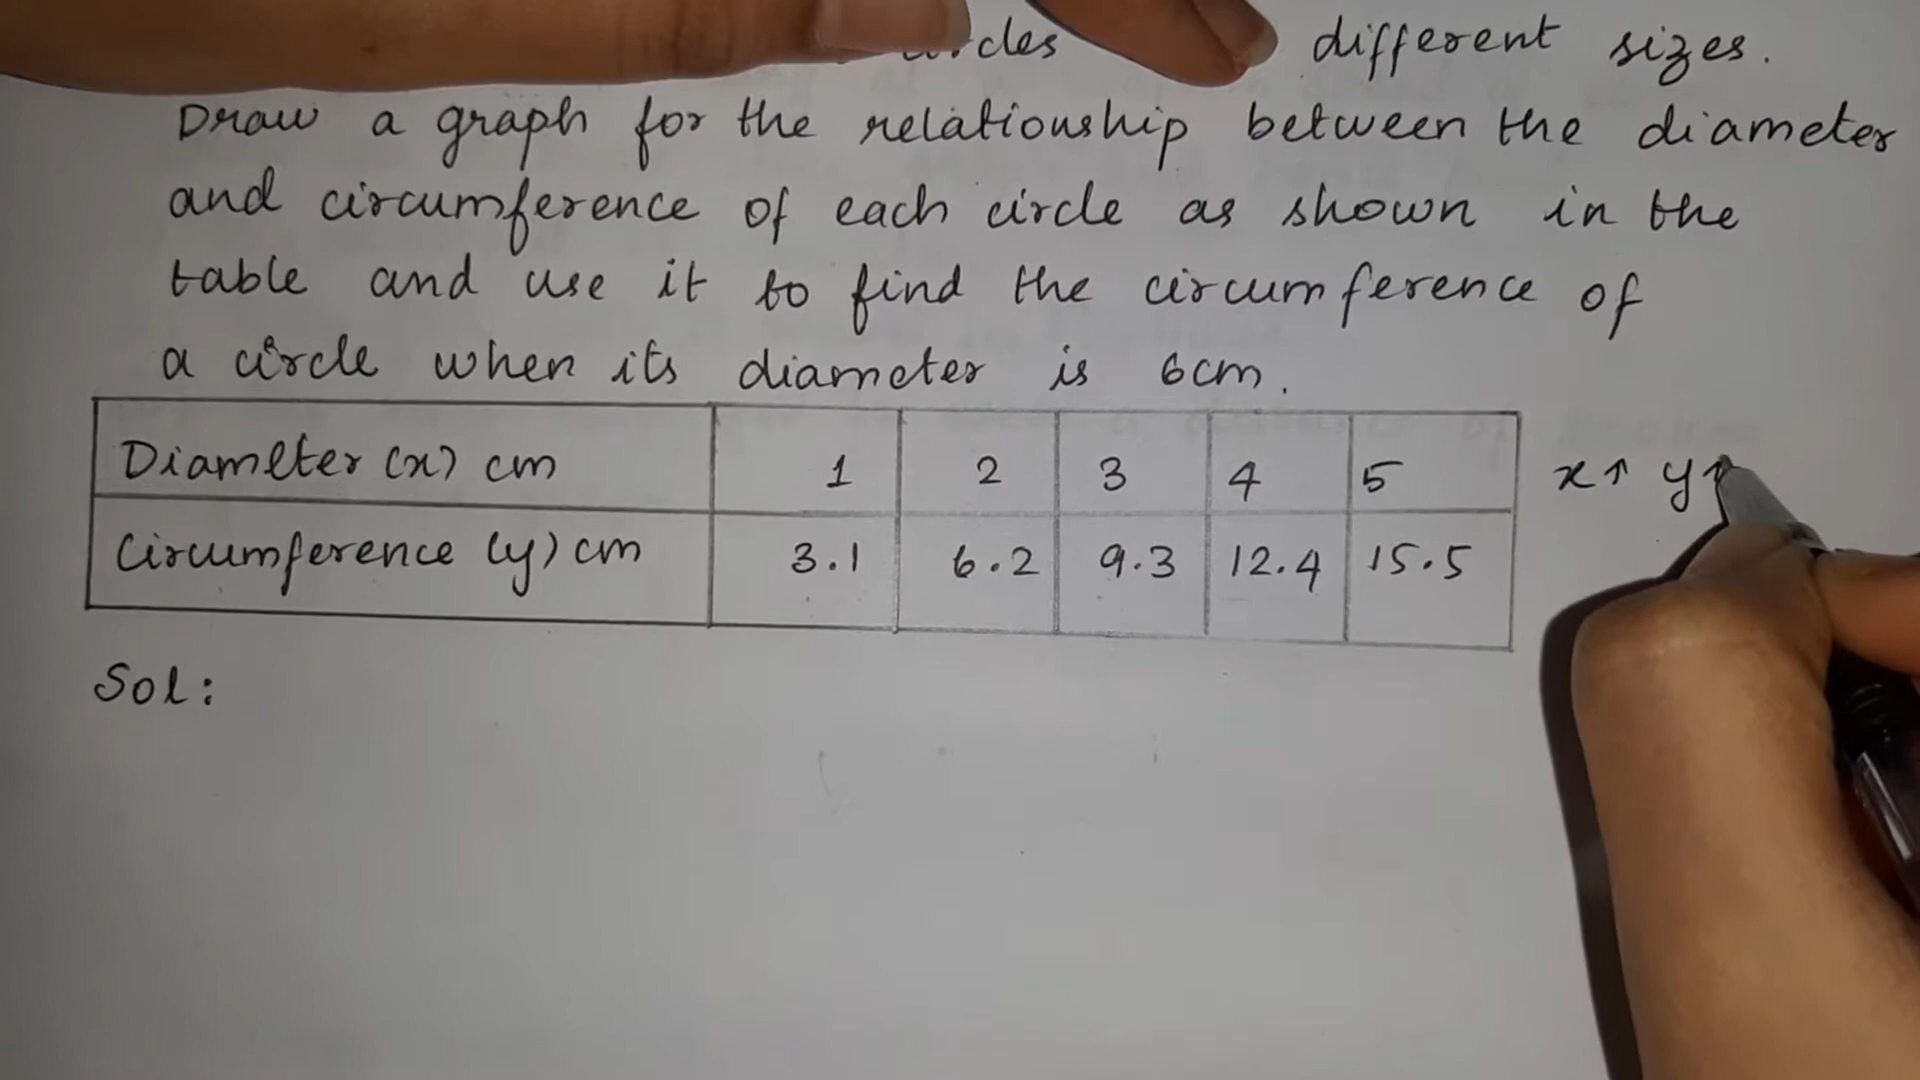 different sizes.
Draw a graph for the relationship between the diameter
and circumference of each circle as shown in the
table and use it to find the circumference of
a circle when its diameter is 6cm.
Diameter (x) cm 1 2 3 4 5 x↑ y↑
Circumference (y) cm 3.1 6.2 9.3 12.4 15.5
Sol: